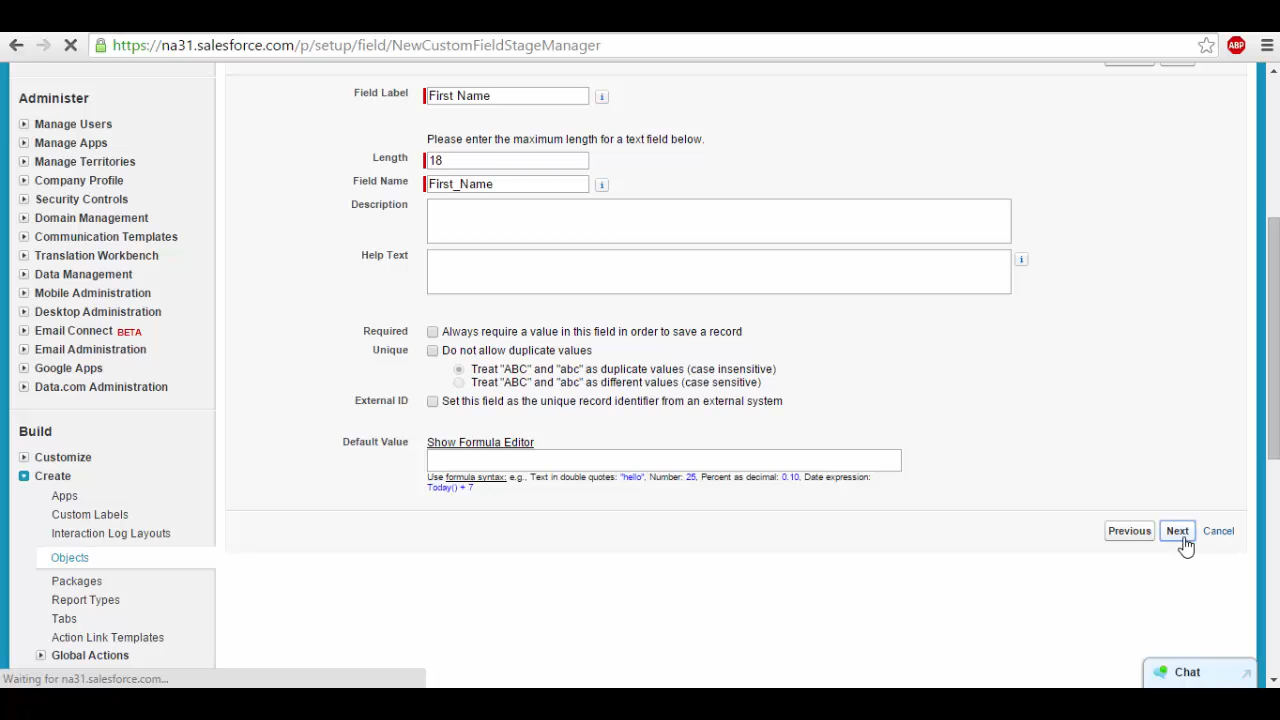 https://na31.salesforce.com/p/setup/field/NewCustomFieldStageManager
ABP
Administer
Manage Users
Manage Apps
Manage Territories
Company Profile
Security Controls
Domain Management
Communication Templates
Translation Workbench
Data Management
Mobile Administration
Desktop Administration
Email Connect BETA
Email Administration
Google Apps
Data.com Administration
Build
Customize
Create
Apps
Custom Labels
Interaction Log Layouts
Objects
Packages
Report Types
Tabs
Action Link Templates
Global Actions
Field Label First Name i
Please enter the maximum length for a text field below.
Length 18
Field Name First_Name i
Description
Help Text i
Required Always require a value in this field in order to save a record
Unique Do not allow duplicate values
Treat "ABC" and "abc" as duplicate values (case insensitive)
Treat "ABC" and "abc" as different values (case sensitive)
External ID Set this field as the unique record identifier from an external system
Default Value Show Formula Editor
Use formula syntax: e.g., Text in double quotes: "hello", Number: 25, Percent as decimal: 0.10, Date expression:
Today() + 7
Previous Next Cancel
Chat
Waiting for na31.salesforce.com...